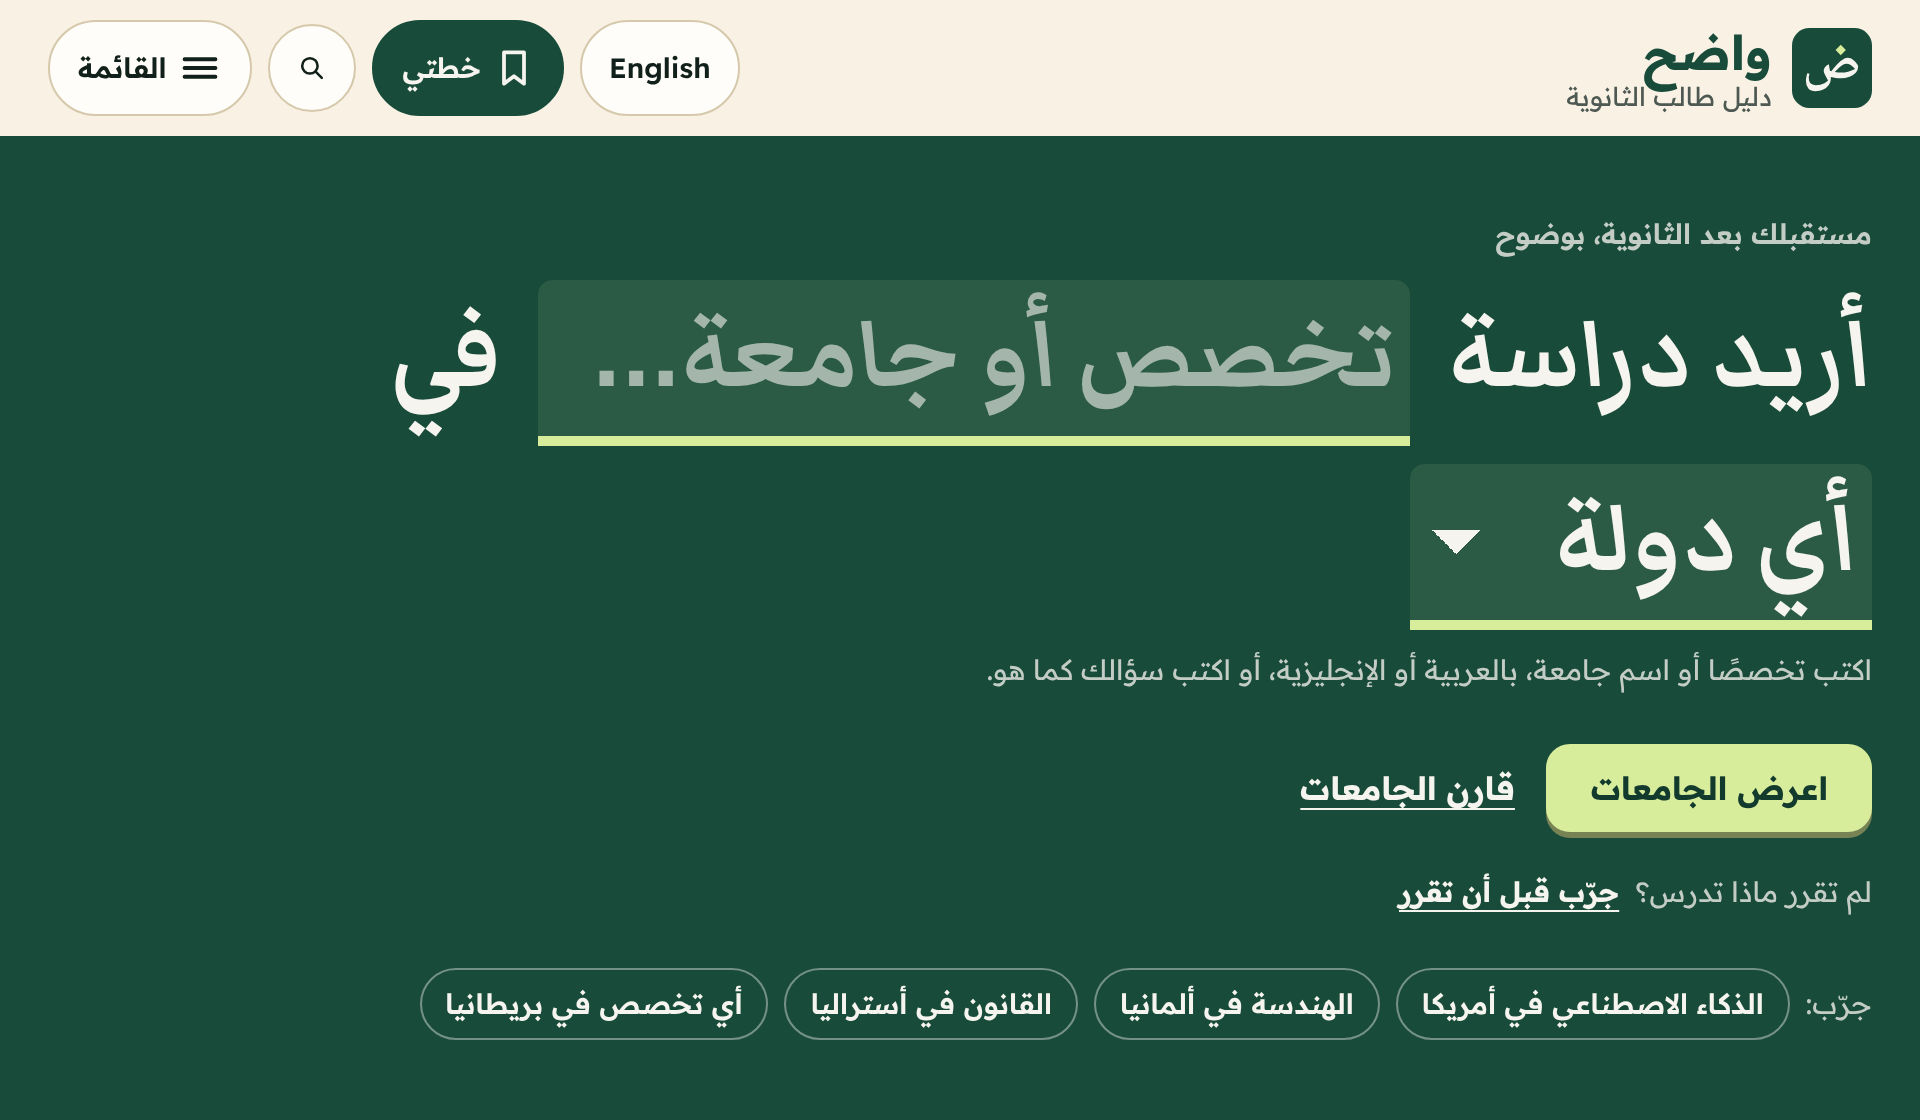 ض
واضح
دليل طالب الثانوية
English
خطتي
القائمة
مستقبلك بعد الثانوية، بوضوح
أريد دراسة تخصص أو جامعة... في
أي دولة
اكتب تخصصًا أو اسم جامعة، بالعربية أو الإنجليزية، أو اكتب سؤالك كما هو.
اعرض الجامعات
قارن الجامعات
لم تقرر ماذا تدرس؟ جرّب قبل أن تقرر
جرّب: الذكاء الاصطناعي في أمريكا الهندسة في ألمانيا القانون في أستراليا أي تخصص في بريطانيا